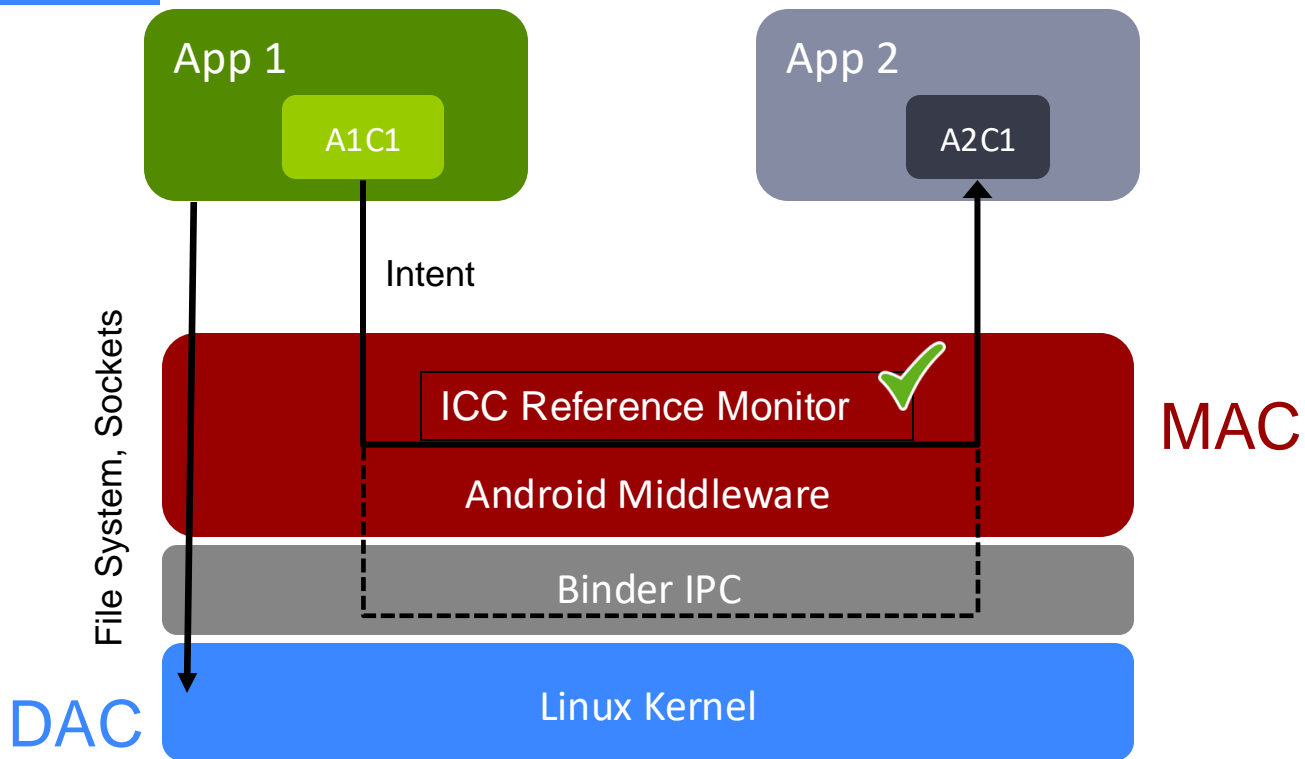 App 1
App 2
A1C1
A2C1
Intent
File System, Sockets
ICC Reference Monitor
MAC
Android Middleware
Binder IPC
Linux Kernel
DAC